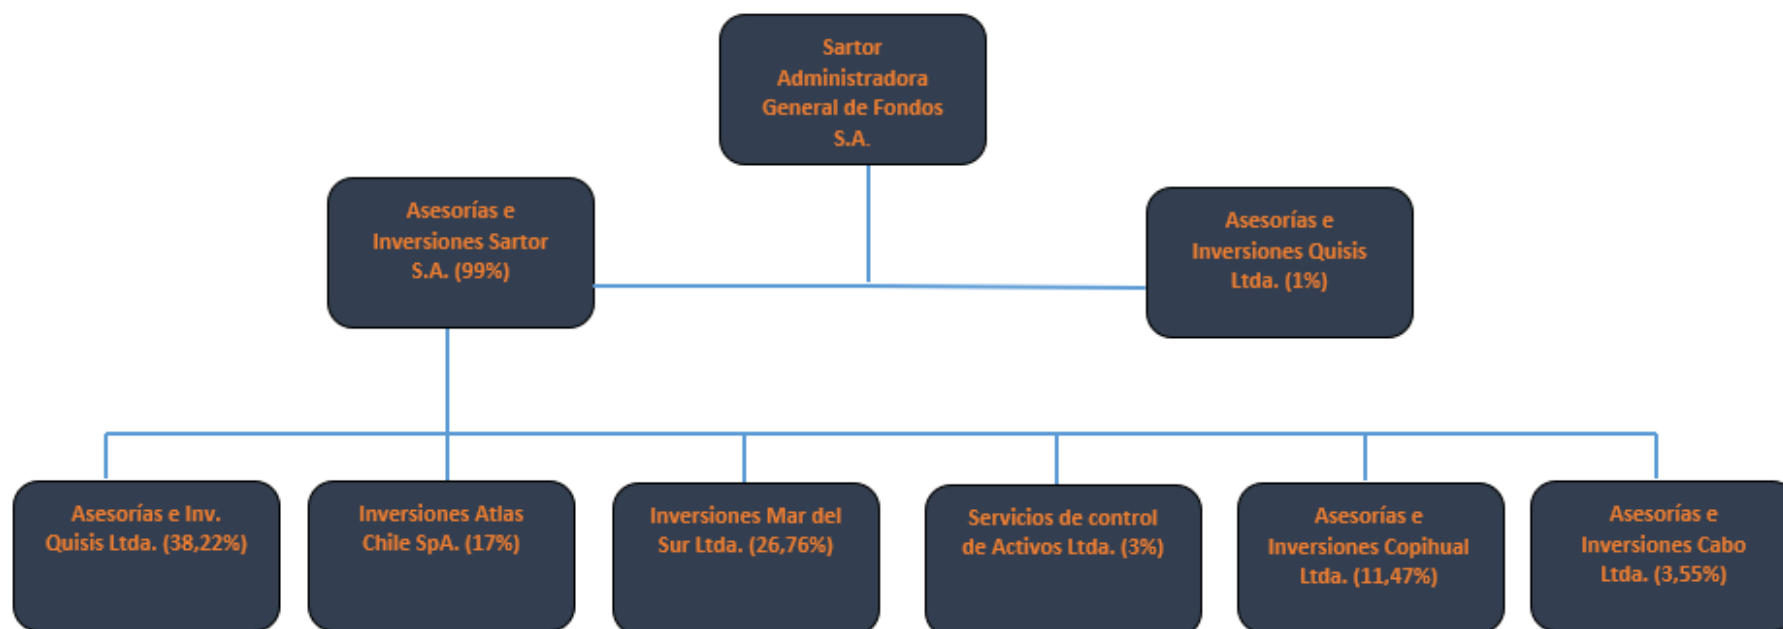 Sartor
Administradora
General de Fondos
S.A.
Asesorías e
Inversiones Sartor
S.A. (99%)
Asesorías e
Inversiones Quisis
Ltda. (1%)
Asesorías e Inv.
Quisis Ltda. (38,22%)
Inversiones Atlas
Chile SpA. (17%)
Inversiones Mar del
Sur Ltda. (26,76%)
Servicios de control
de Activos Ltda. (3%)
Asesorías e
Inversiones Copihual
Ltda. (11,47%)
Asesorías e
Inversiones Cabo
Ltda. (3,55%)